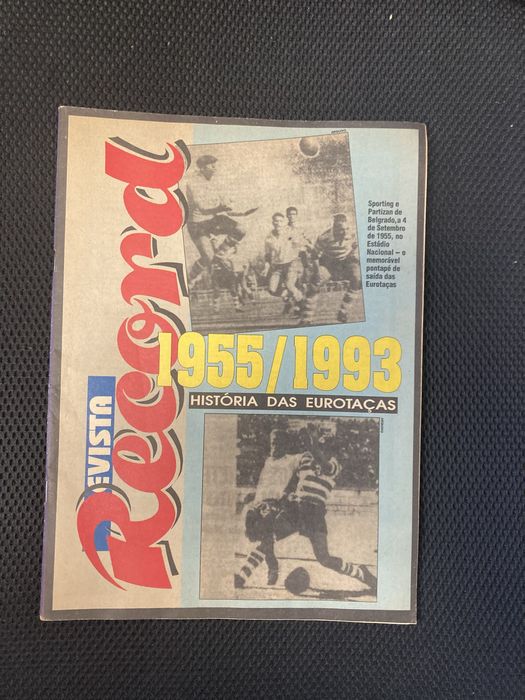 REVISTA
Record
ARQUIVO
Sporting e
Partizan de
Belgrado, a 4
de Setembro
de 1955, no
Estádio
Nacional – o
memorável
pontapé de
saída das
Eurotaças
1955/1993
HISTÓRIA DAS EUROTAÇAS